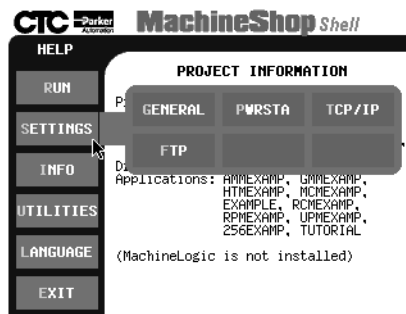 CTC Parker Automation MachineShop Shell
HELP
PROJECT INFORMATION
RUN
GENERAL PWRSTA TCP/IP
SETTINGS
FTP
INFO
Applications: AMMEXAMP, GMMEXAMP,
HTMEXAMP, MCMEXAMP,
EXAMPLE, RCMEXAMP,
UTILITIES
RPMEXAMP, UPMEXAMP,
256EXAMP, TUTORIAL
LANGUAGE
(MachineLogic is not installed)
EXIT